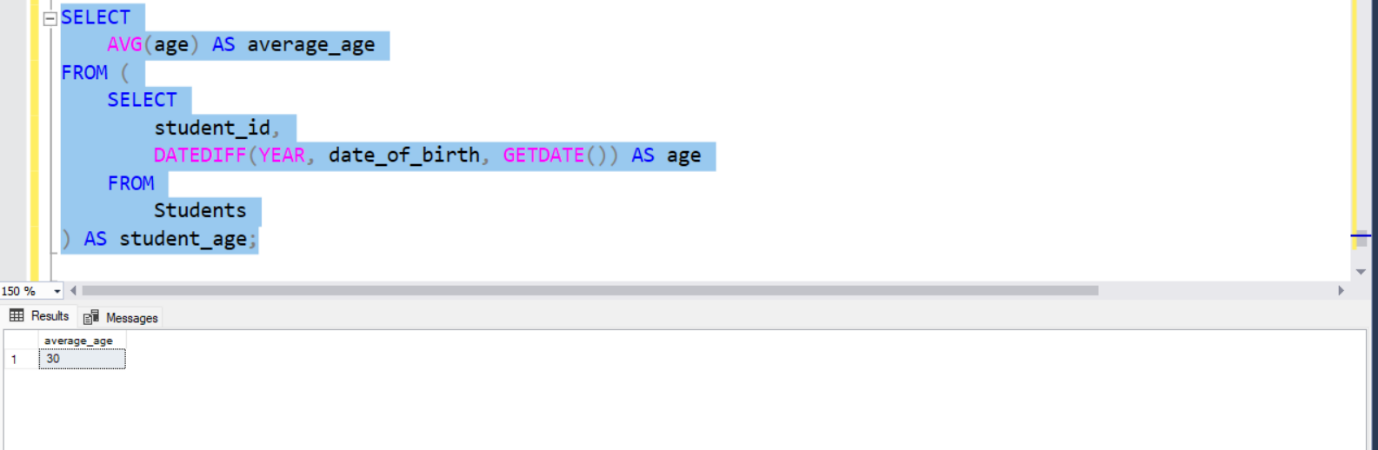 SELECT
AVG(age) AS average_age
FROM (
SELECT
student_id,
DATEDIFF(YEAR, date_of_birth, GETDATE()) AS age
FROM
Students
) AS student_age;
150 %
Results Messages
average_age
1 30